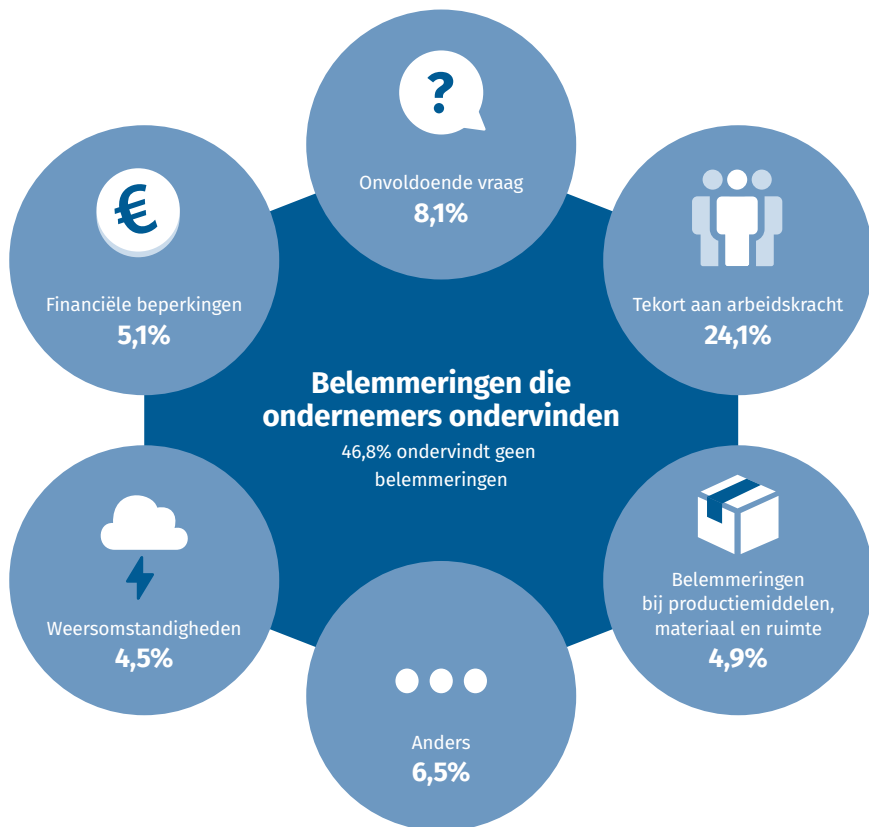 ?
Onvoldoende vraag
8,1%
€
Financiële beperkingen
5,1%
Tekort aan arbeidskracht
24,1%
Belemmeringen die
ondernemers ondervinden
46,8% ondervindt geen
belemmeringen
Weersomstandigheden
4,5%
Belemmeringen
bij productiemiddelen,
materiaal en ruimte
4,9%
Anders
6,5%